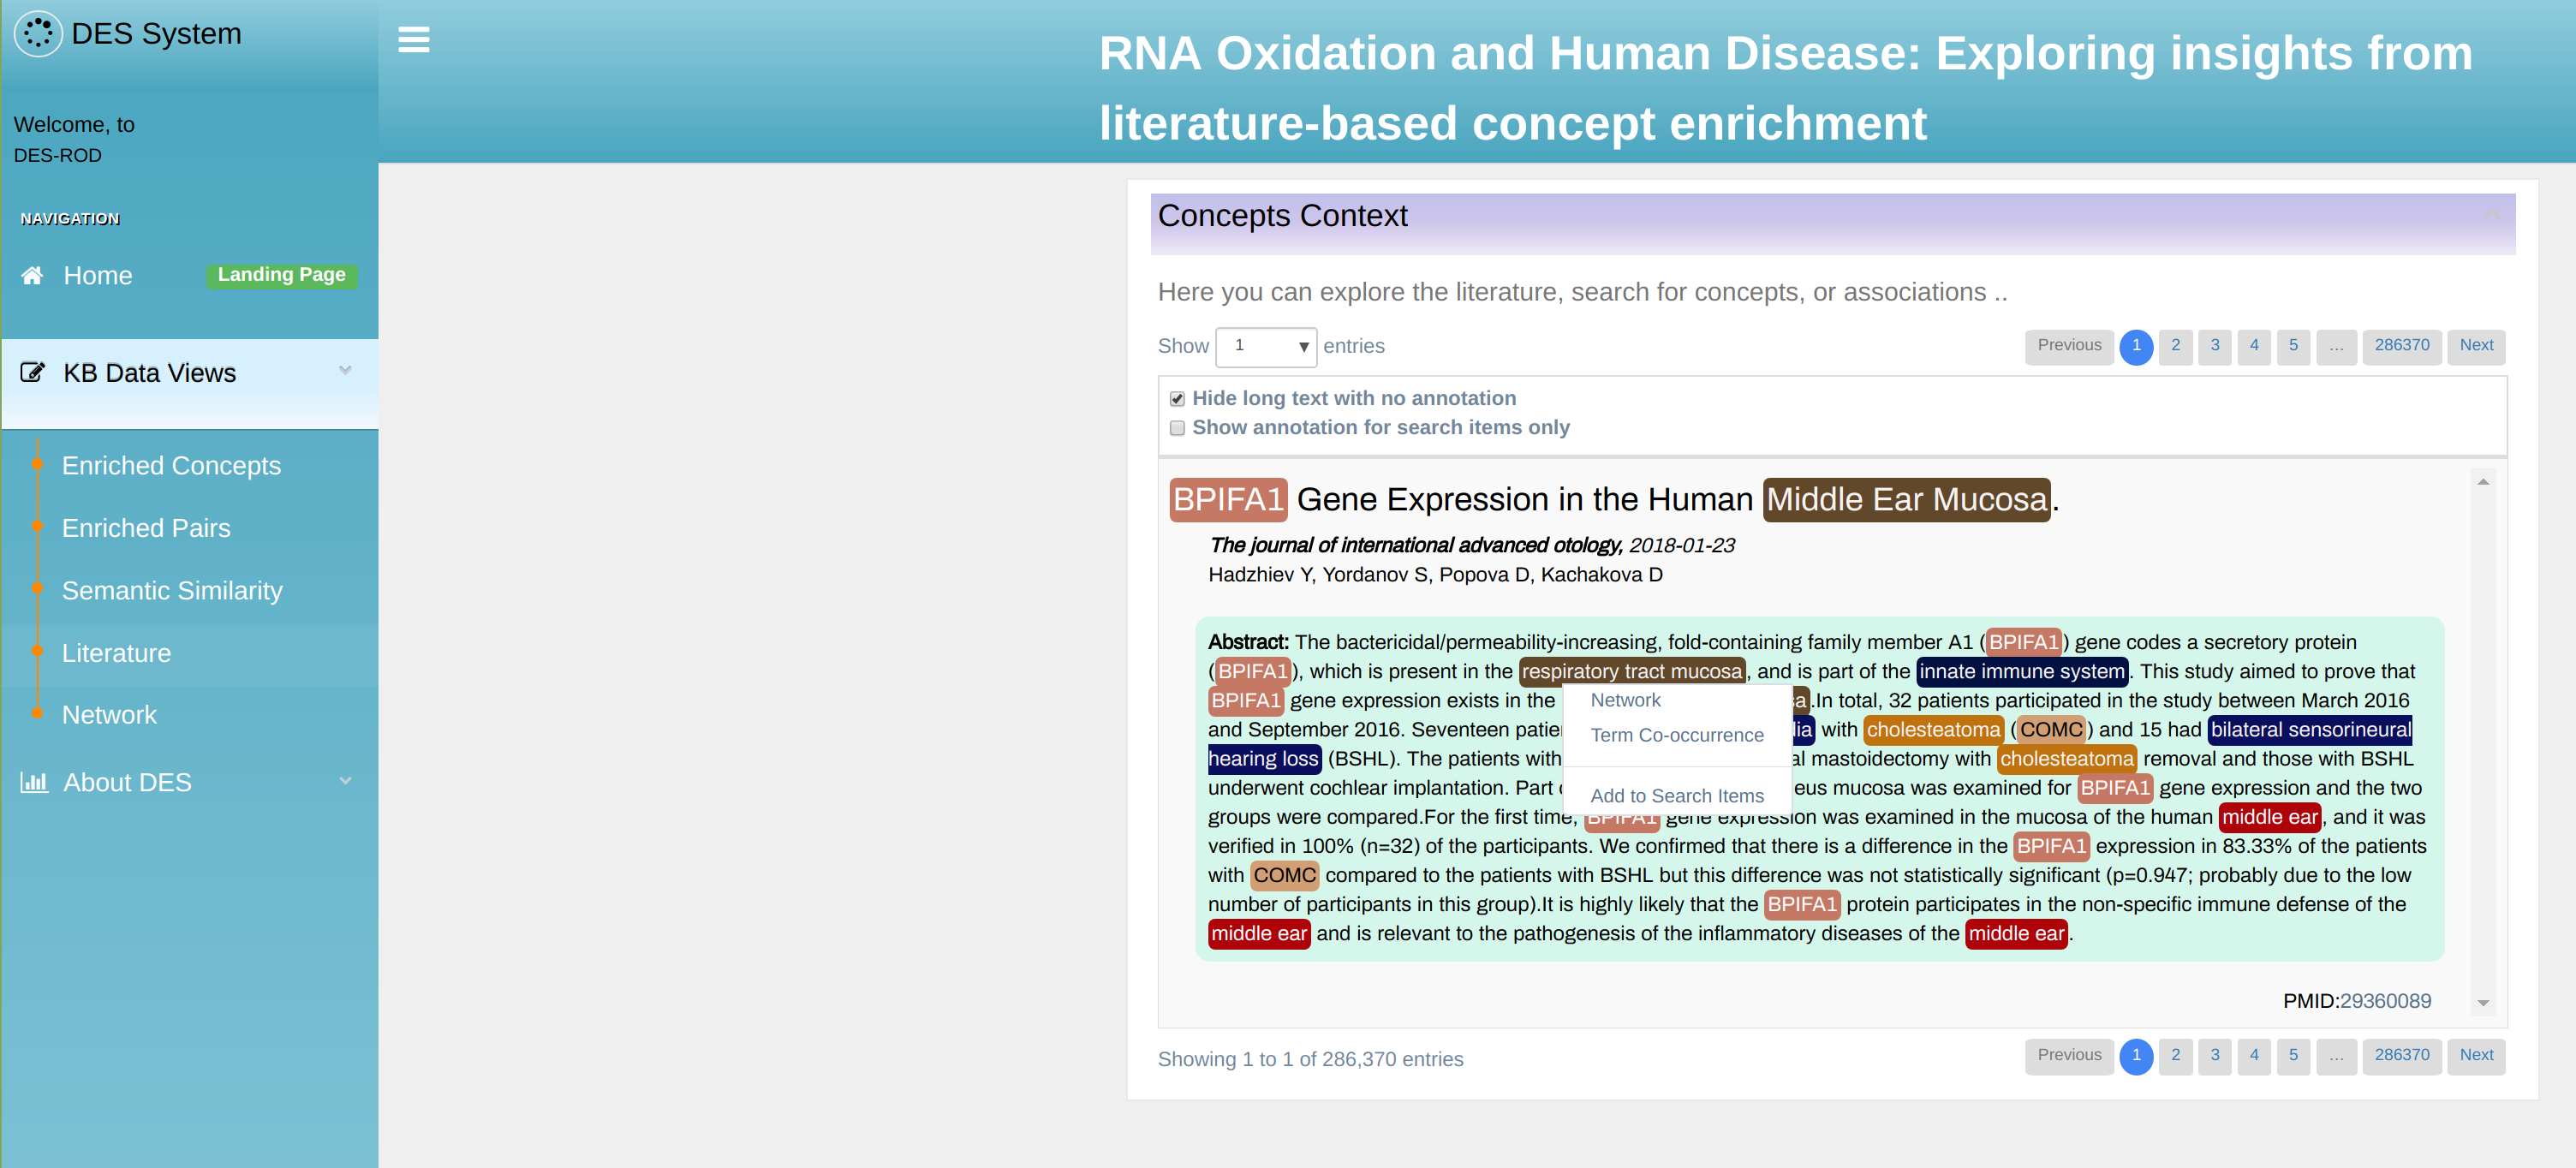 DES System
Welcome, to
DES-ROD
NAVIGATION
Home Landing Page
KB Data Views
Enriched Concepts
Enriched Pairs
Semantic Similarity
Literature
Network
About DES
RNA Oxidation and Human Disease: Exploring insights from
literature-based concept enrichment
Concepts Context
Here you can explore the literature, search for concepts, or associations ..
Show 1 entries
Previous 1 2 3 4 5 ... 286370 Next
Hide long text with no annotation
Show annotation for search items only
BPIFA1 Gene Expression in the Human Middle Ear Mucosa.
The journal of international advanced otology, 2018-01-23
Hadzhiev Y, Yordanov S, Popova D, Kachakova D
Abstract: The bactericidal/permeability-increasing, fold-containing family member A1 (BPIFA1) gene codes a secretory protein
(BPIFA1), which is present in the respiratory tract mucosa, and is part of the innate immune system. This study aimed to prove that
BPIFA1 gene expression exists in the .In total, 32 patients participated in the study between March 2016
and September 2016. Seventeen with cholesteatoma (COMC) and 15 had bilateral sensorineural
hearing loss (BSHL). The patients with mastoidectomy with cholesteatoma removal and those with BSHL
underwent cochlear implantation. Part mucosa was examined for BPIFA1 gene expression and the two
groups were compared.For the first time, BPIFA1 gene expression was examined in the mucosa of the human middle ear, and it was
verified in 100% (n=32) of the participants. We confirmed that there is a difference in the BPIFA1 expression in 83.33% of the patients
with COMC compared to the patients with BSHL but this difference was not statistically significant (p=0.947; probably due to the low
number of participants in this group).It is highly likely that the BPIFA1 protein participates in the non-specific immune defense of the
middle ear and is relevant to the pathogenesis of the inflammatory diseases of the middle ear.
Network
Term Co-occurrence
Add to Search Items
PMID:29360089
Showing 1 to 1 of 286,370 entries
Previous 1 2 3 4 5 ... 286370 Next